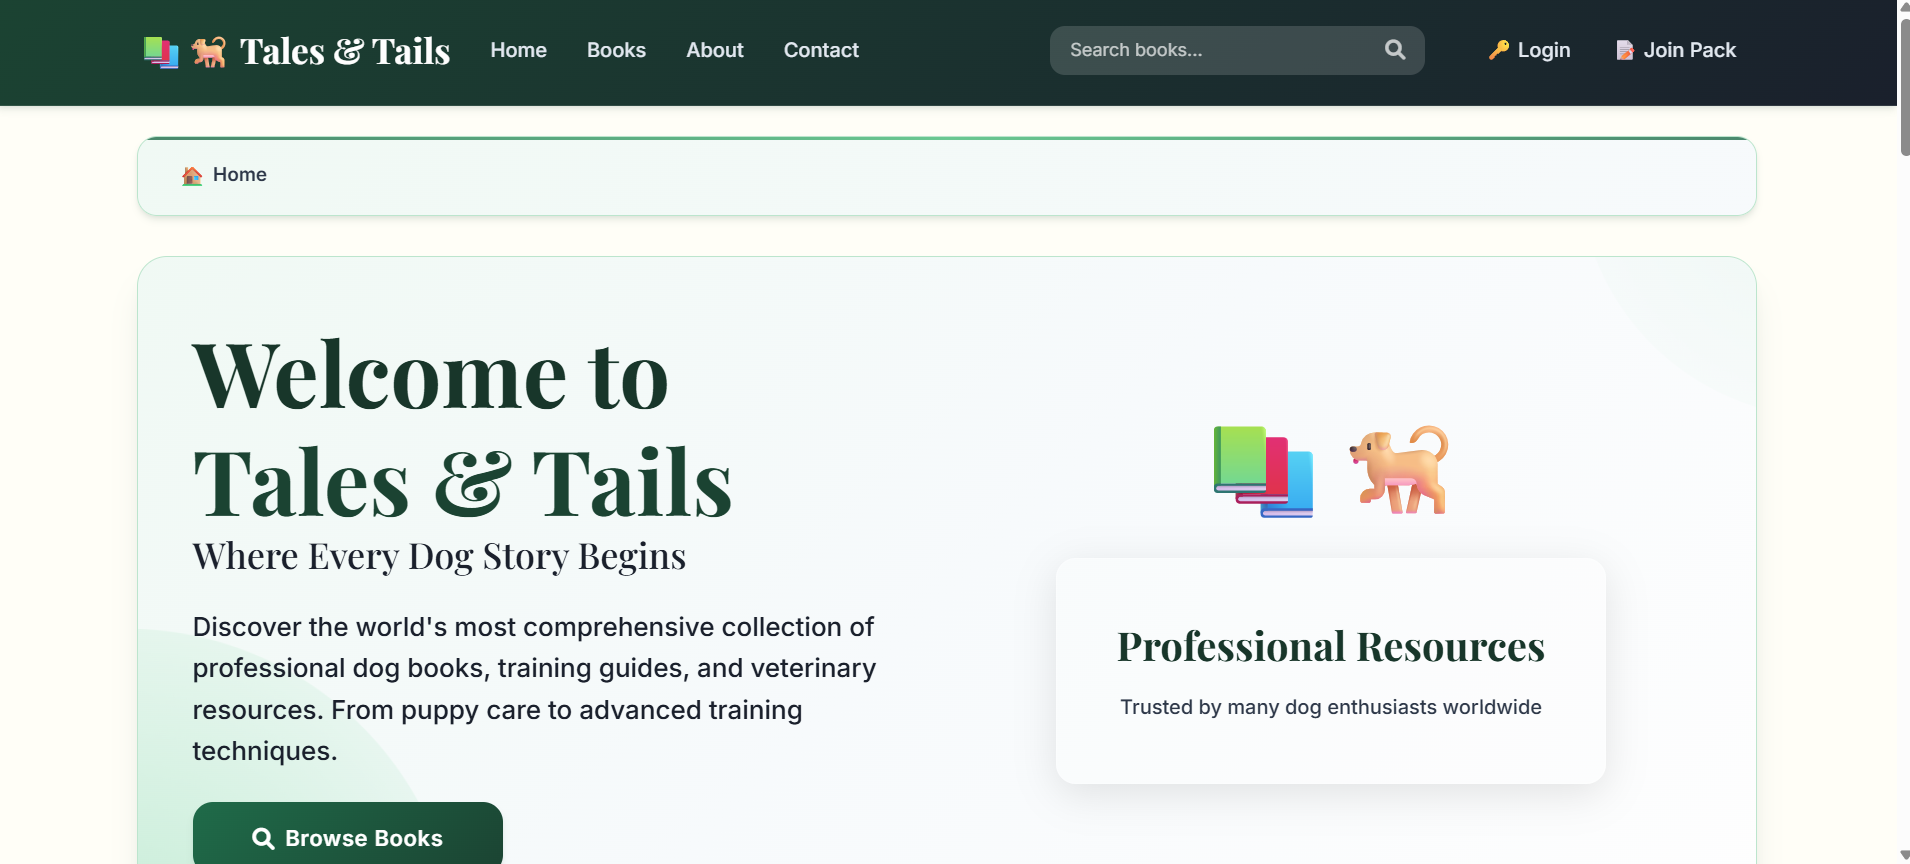 Tales & Tails
Home
Books
About
Contact
Search books...
Login
Join Pack
Home
Welcome to
Tales & Tails
Where Every Dog Story Begins
Discover the world's most comprehensive collection of
professional dog books, training guides, and veterinary
resources. From puppy care to advanced training
techniques.
Browse Books
Professional Resources
Trusted by many dog enthusiasts worldwide